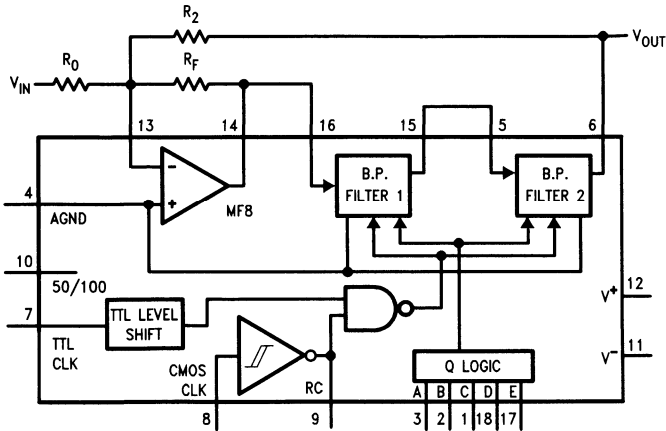 R2
VOUT
R0
RF
VIN
13 14 16 15 5 6
B.P. FILTER 1
B.P. FILTER 2
-
+
MF8
4
AGND
10
50/100
12
V+
7
TTL LEVEL SHIFT
TTL CLK
11
V-
CMOS CLK
RC
Q LOGIC
A B C D E
8 9 3 2 1 18 17